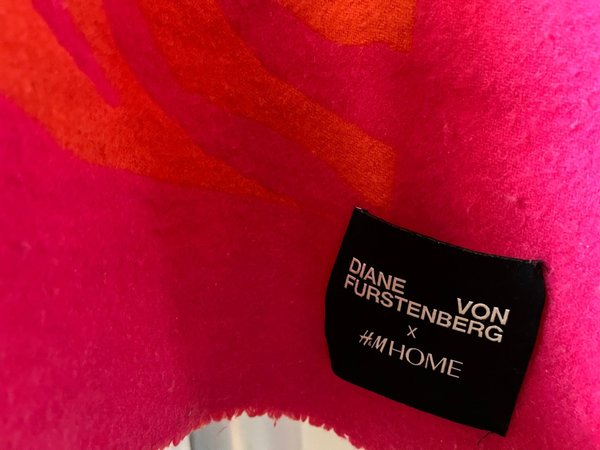 DIANE VON
FURSTENBERG
x
H&M HOME